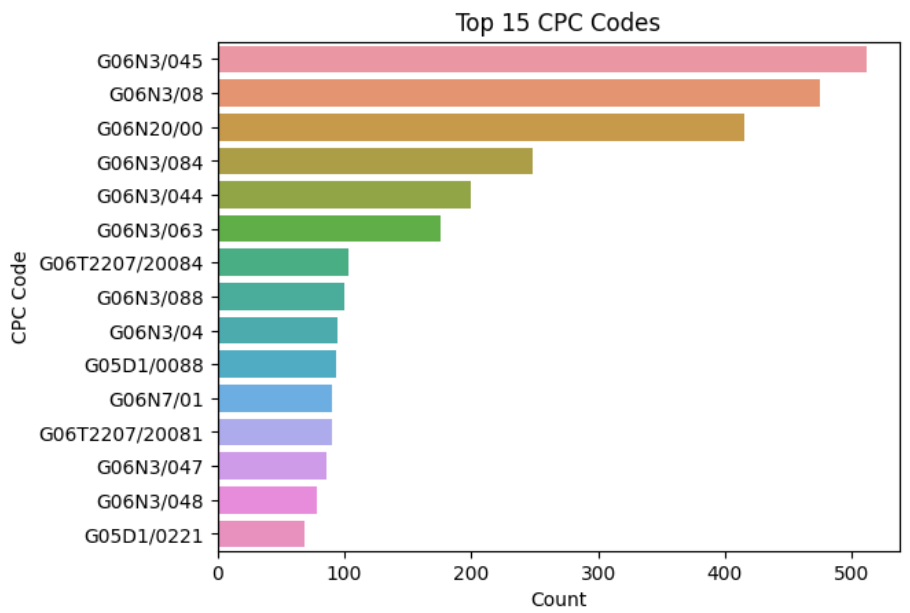 Top 15 CPC Codes
CPC Code
G06N3/045
G06N3/08
G06N20/00
G06N3/084
G06N3/044
G06N3/063
G06T2207/20084
G06N3/088
G06N3/04
G05D1/0088
G06N7/01
G06T2207/20081
G06N3/047
G06N3/048
G05D1/0221
0 100 200 300 400 500
Count